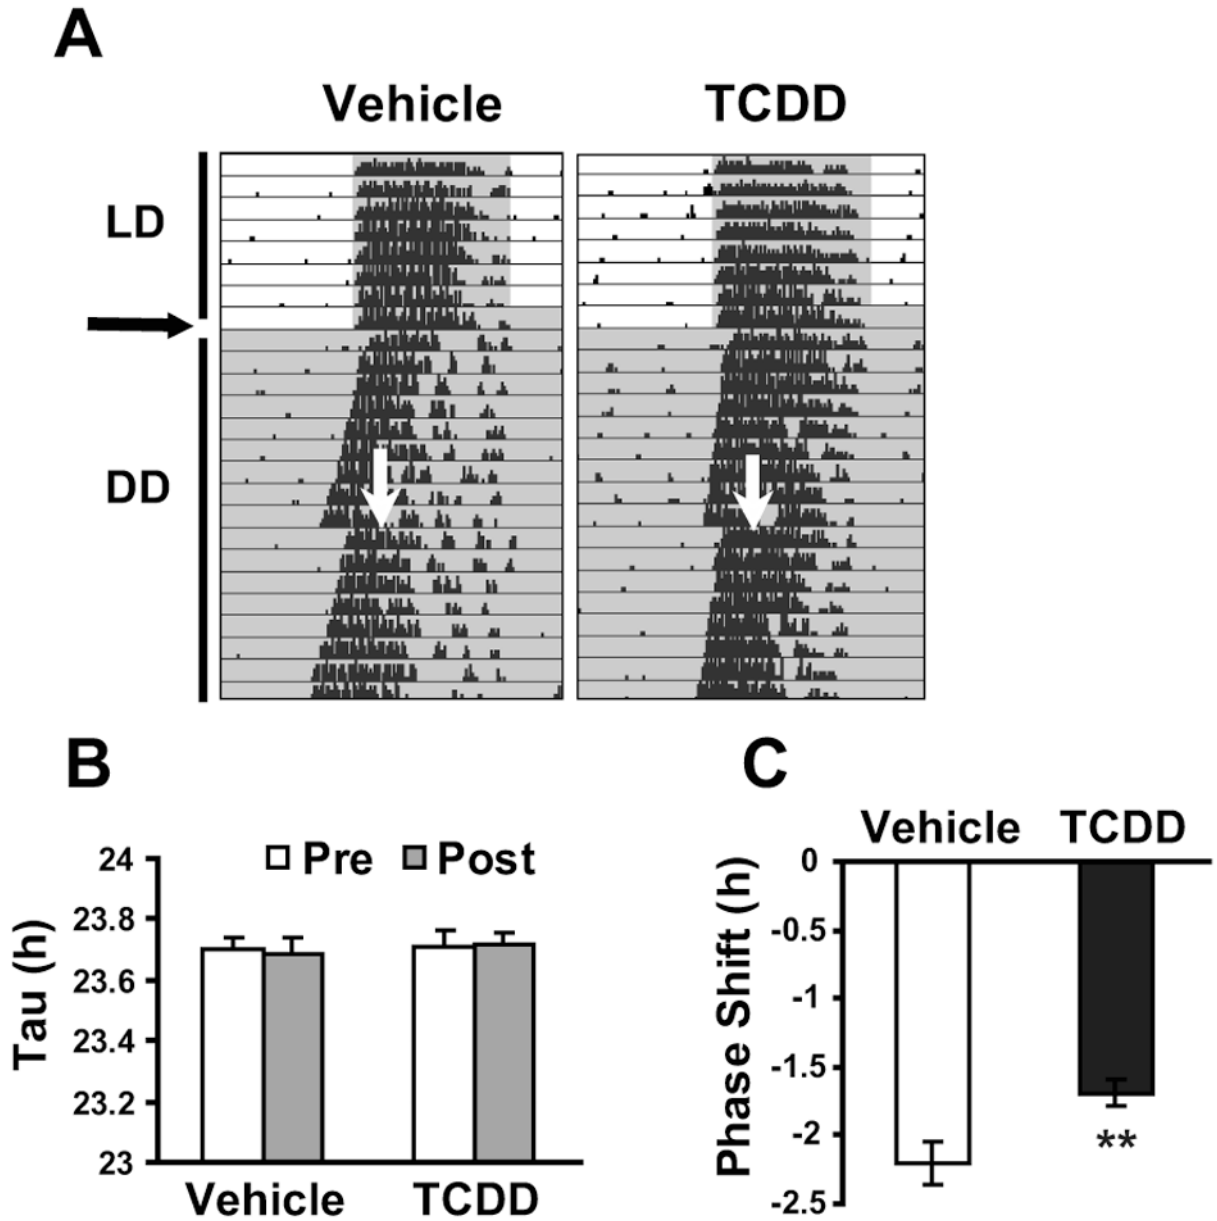 A
Vehicle TCDD
LD
DD
B
Pre Post
Tau (h)
24
23.8
23.6
23.4
23.2
23
Vehicle TCDD
C
Vehicle TCDD
Phase Shift (h)
0
-0.5
-1
-1.5
-2
-2.5
**